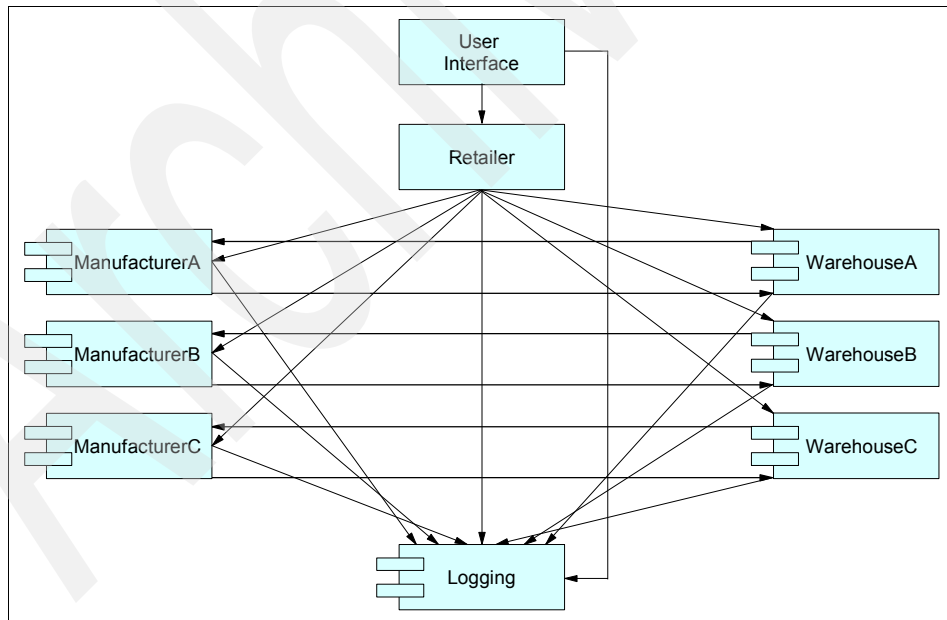 User
Interface
Retailer
ManufacturerA
WarehouseA
ManufacturerB
WarehouseB
ManufacturerC
WarehouseC
Logging